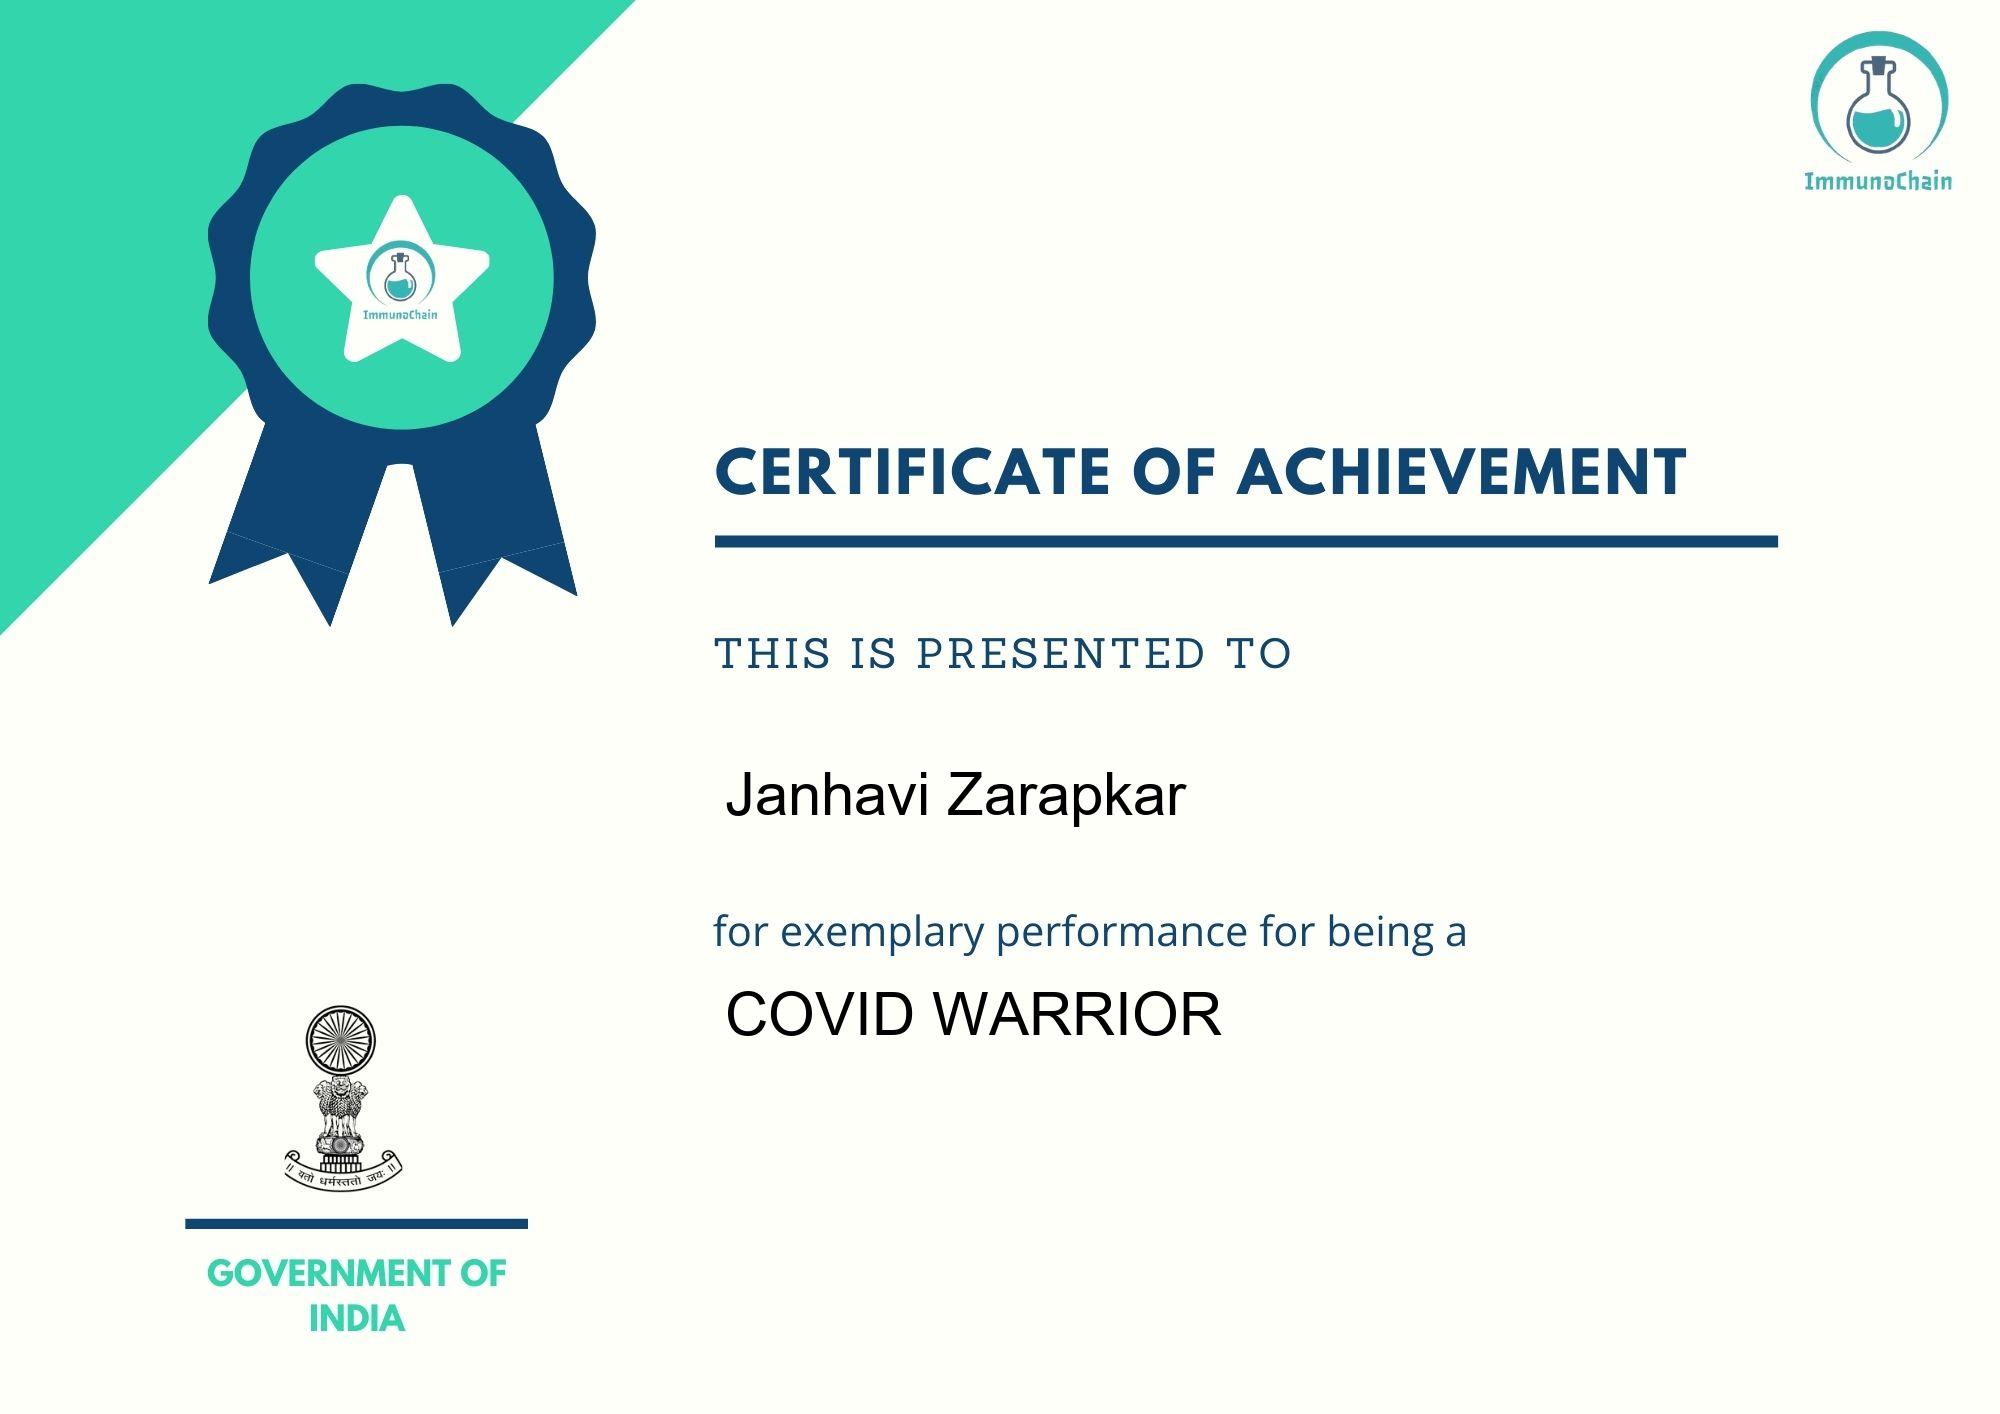 ImmunoChain
ImmunoChain
CERTIFICATE OF ACHIEVEMENT
THIS IS PRESENTED TO
Janhavi Zarapkar
for exemplary performance for being a
COVID WARRIOR
॥ यतो धर्मस्ततो जयः ॥
GOVERNMENT OF
INDIA